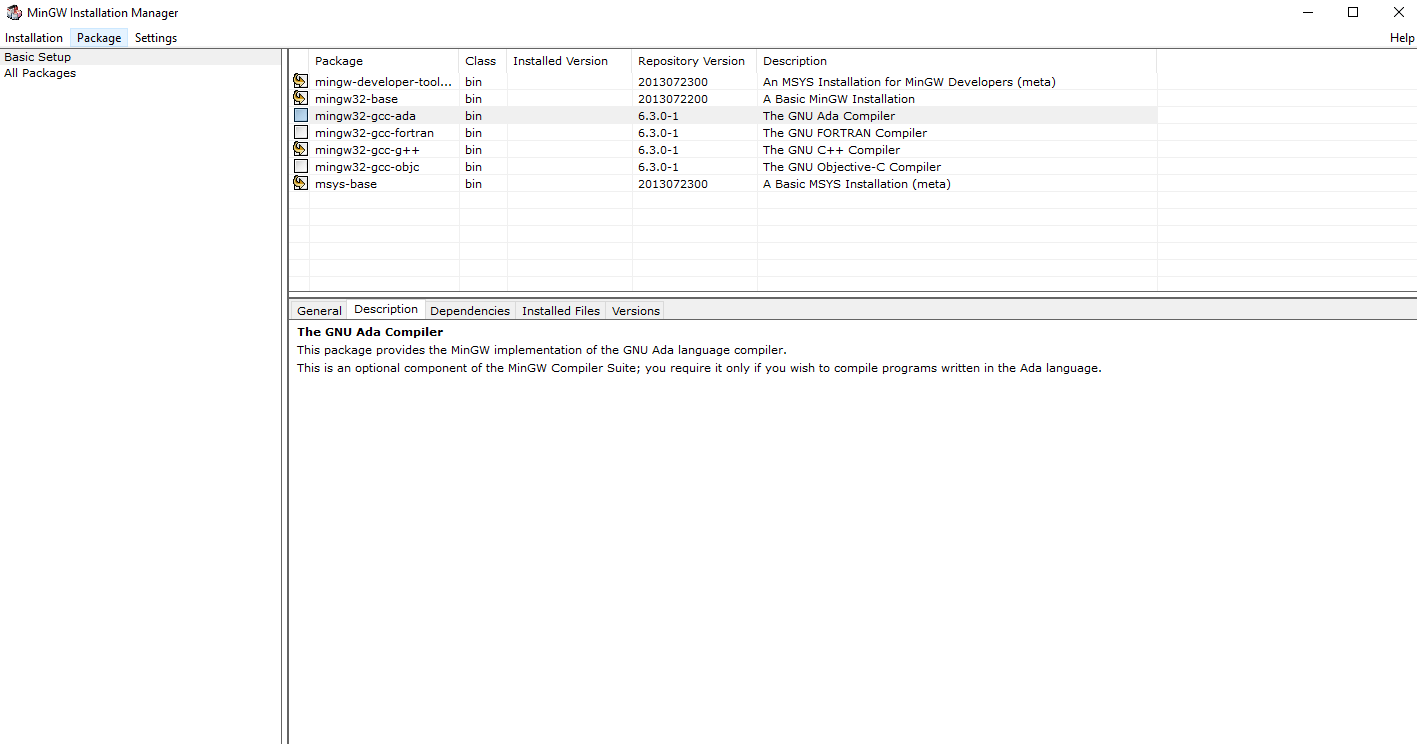 MinGW Installation Manager
Installation Package Settings Help
Basic Setup
All Packages
Package Class Installed Version Repository Version Description
mingw-developer-tool... bin 2013072300 An MSYS Installation for MinGW Developers (meta)
mingw32-base bin 2013072200 A Basic MinGW Installation
mingw32-gcc-ada bin 6.3.0-1 The GNU Ada Compiler
mingw32-gcc-fortran bin 6.3.0-1 The GNU FORTRAN Compiler
mingw32-gcc-g++ bin 6.3.0-1 The GNU C++ Compiler
mingw32-gcc-objc bin 6.3.0-1 The GNU Objective-C Compiler
msys-base bin 2013072300 A Basic MSYS Installation (meta)
General Description Dependencies Installed Files Versions
The GNU Ada Compiler
This package provides the MinGW implementation of the GNU Ada language compiler.
This is an optional component of the MinGW Compiler Suite; you require it only if you wish to compile programs written in the Ada language.